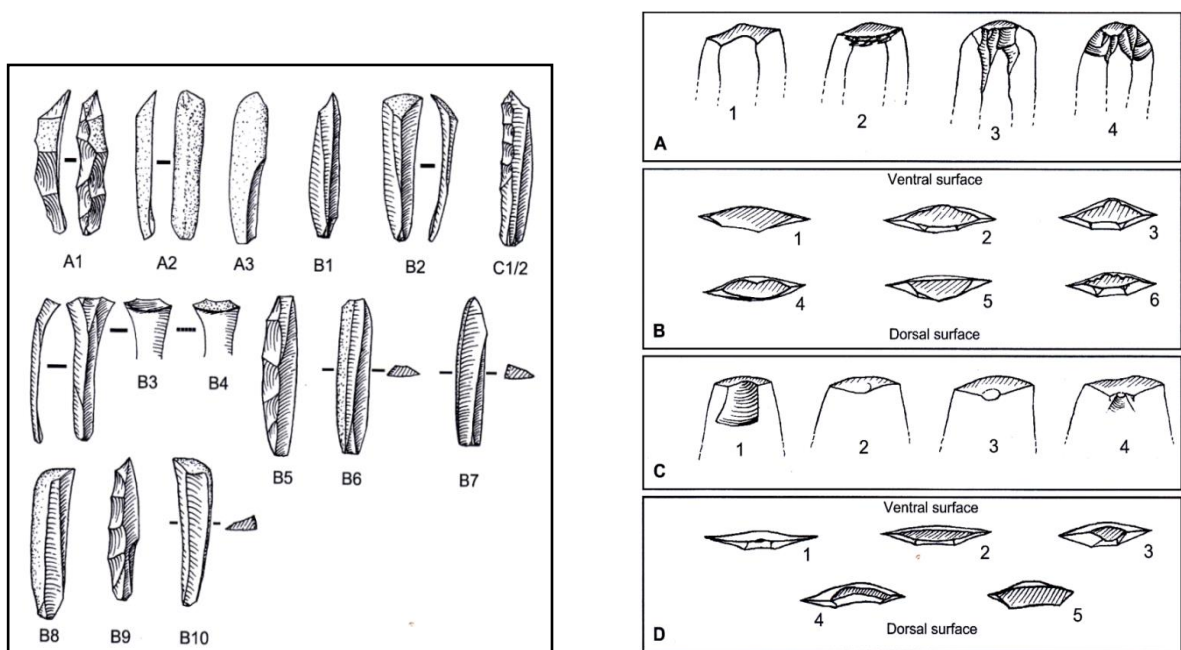 A1 A2 A3 B1 B2 C1/2
B3 B4
B5 B6 B7
B8 B9 B10
1 2 3 4
A
Ventral surface
1 2 3
4 5 6
B Dorsal surface
1 2 3 4
C
Ventral surface
1 2 3
4 5
D Dorsal surface